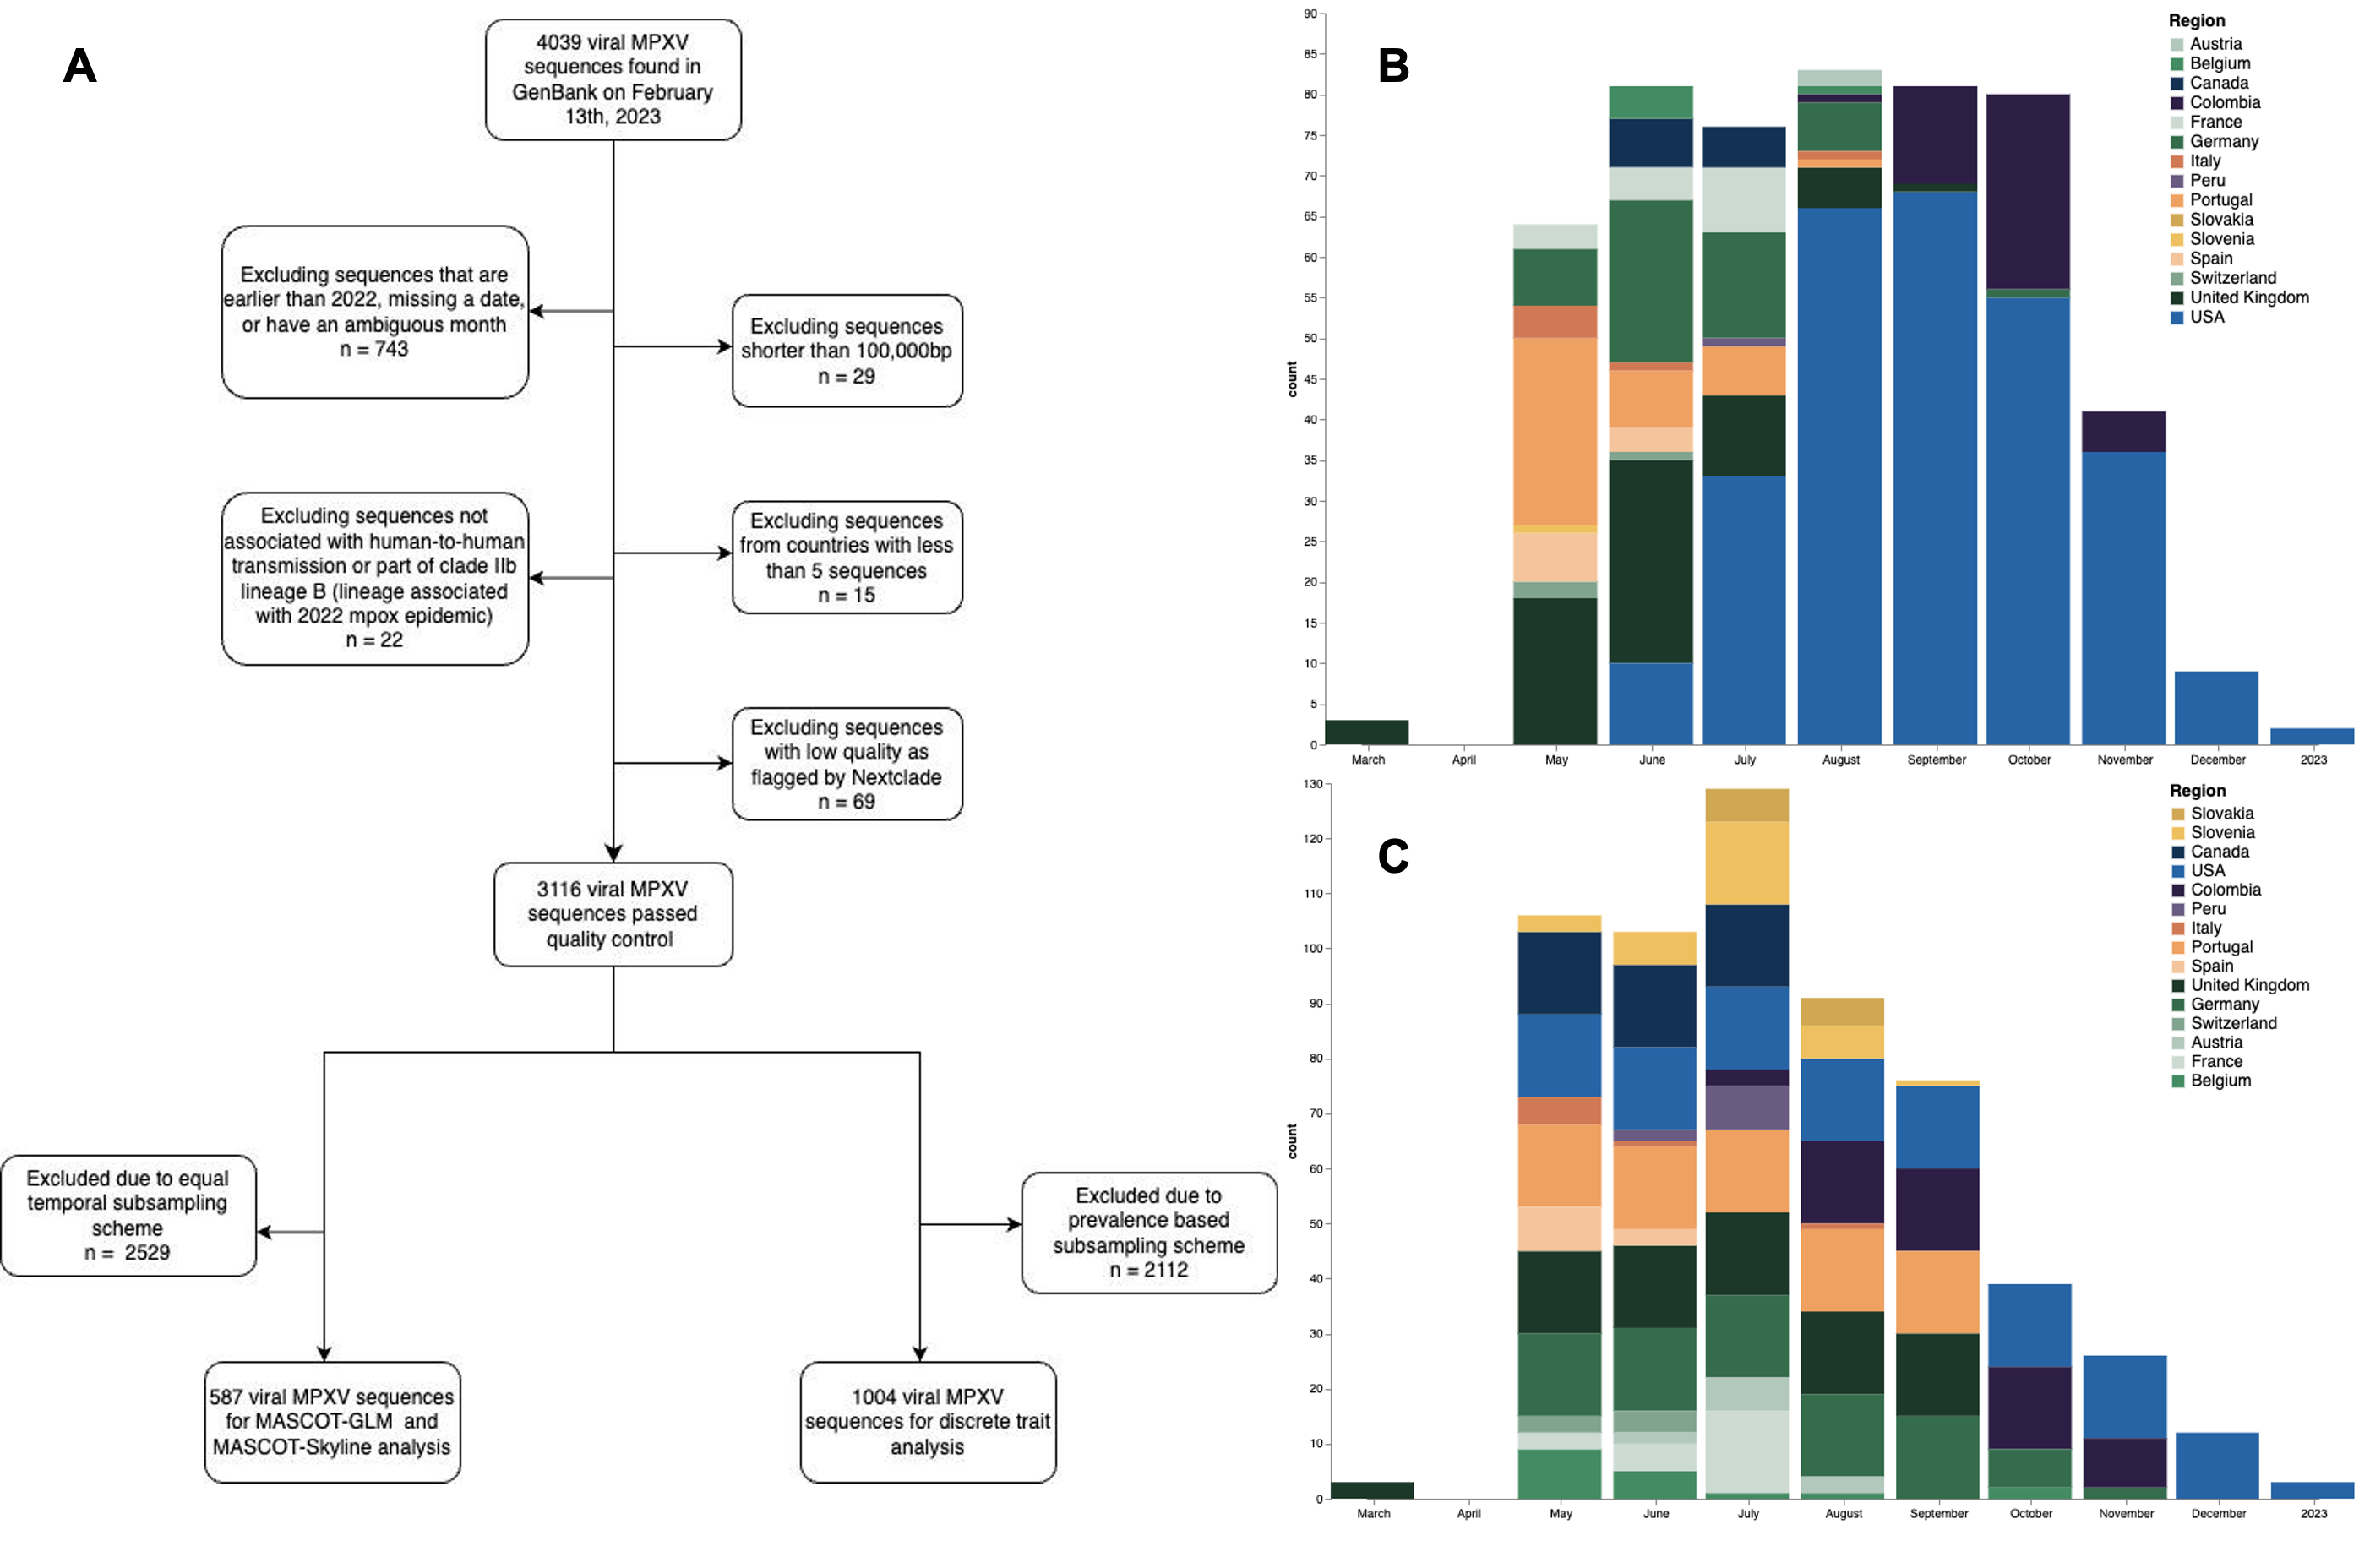 A
4039 viral MPXV
sequences found in
GenBank on February
13th, 2023
Excluding sequences that are
earlier than 2022, missing a date,
or have an ambiguous month
n = 743
Excluding sequences
shorter than 100,000bp
n = 29
Excluding sequences not
associated with human-to-human
transmission or part of clade IIb
lineage B (lineage associated
with 2022 mpox epidemic)
n = 22
Excluding sequences
from countries with less
than 5 sequences
n = 15
Excluding sequences
with low quality as
flagged by Nextclade
n = 69
3116 viral MPXV
sequences passed
quality control
Excluded due to equal
temporal subsampling
scheme
n = 2529
Excluded due to
prevalence based
subsampling scheme
n = 2112
587 viral MPXV sequences
for MASCOT-GLM and
MASCOT-Skyline analysis
1004 viral MPXV
sequences for discrete trait
analysis
B
count
90
85
80
75
70
65
60
55
50
45
40
35
30
25
20
15
10
5
0
March April May June July August September October November December 2023
Region
Austria
Belgium
Canada
Colombia
France
Germany
Italy
Peru
Portugal
Slovakia
Slovenia
Spain
Switzerland
United Kingdom
USA
C
count
130
120
110
100
90
80
70
60
50
40
30
20
10
0
March April May June July August September October November December 2023
Region
Slovakia
Slovenia
Canada
USA
Colombia
Peru
Italy
Portugal
Spain
United Kingdom
Germany
Switzerland
Austria
France
Belgium